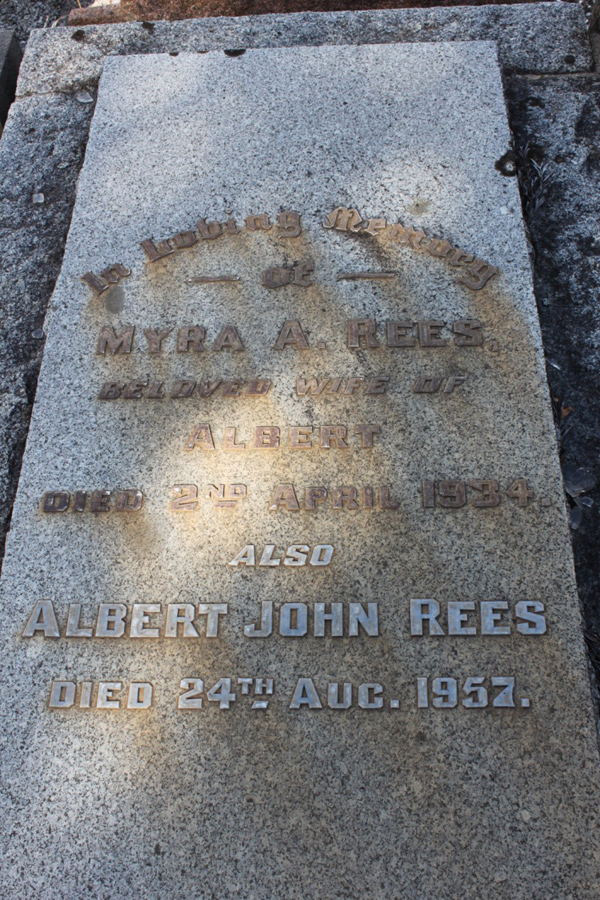 In Loving Memory
of
MYRA A. REES.
BELOVED WIFE OF
ALBERT
DIED 2ND APRIL 1934.
ALSO
ALBERT JOHN REES
DIED 24TH AUG. 1957.